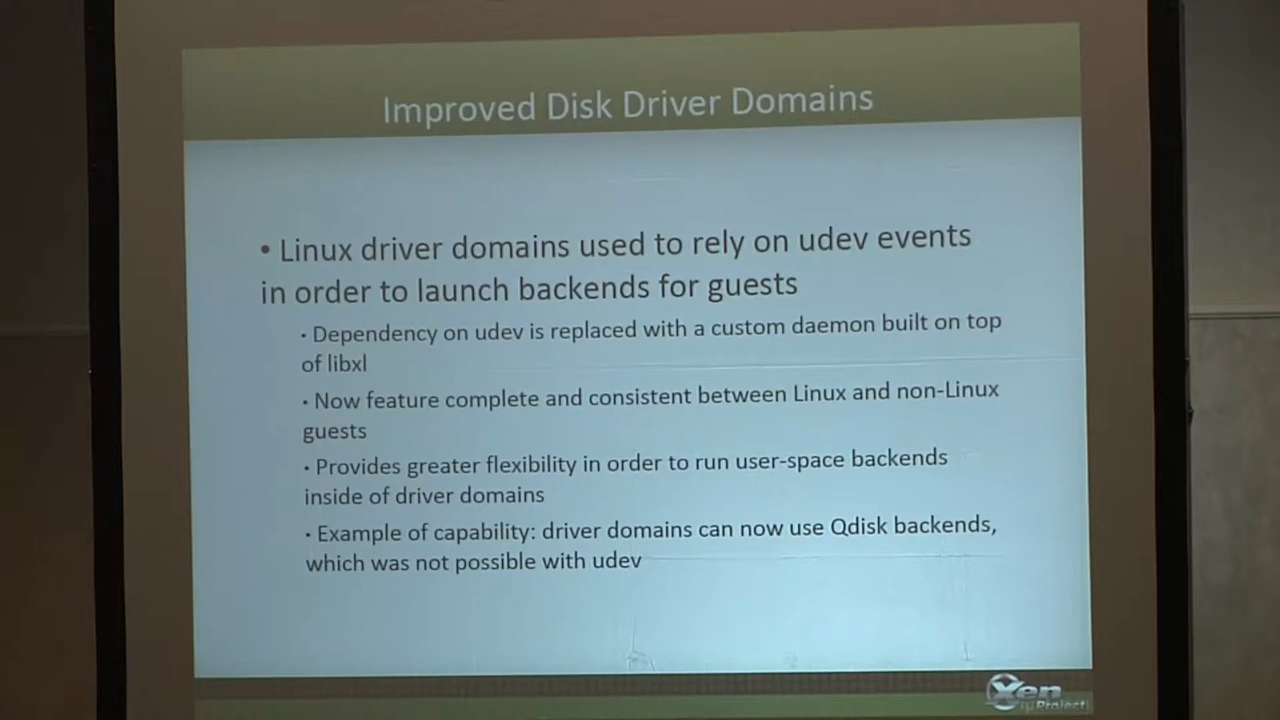 Improved Disk Driver Domains
• Linux driver domains used to rely on udev events
in order to launch backends for guests
· Dependency on udev is replaced with a custom daemon built on top
of libxl
· Now feature complete and consistent between Linux and non-Linux
guests
· Provides greater flexibility in order to run user-space backends
inside of driver domains
· Example of capability: driver domains can now use Qdisk backends,
which was not possible with udev
Xen
Project